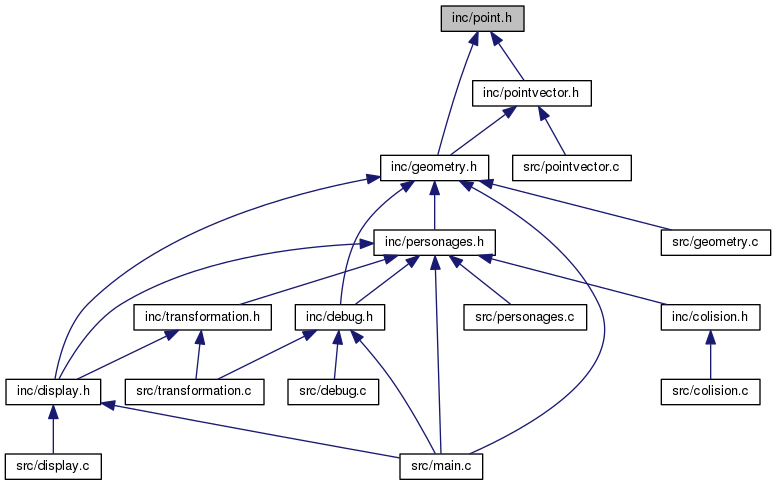 inc/point.h
inc/pointvector.h
inc/geometry.h
src/pointvector.c
inc/personages.h
src/geometry.c
inc/transformation.h
inc/debug.h
src/personages.c
inc/colision.h
inc/display.h
src/transformation.c
src/debug.c
src/colision.c
src/display.c
src/main.c